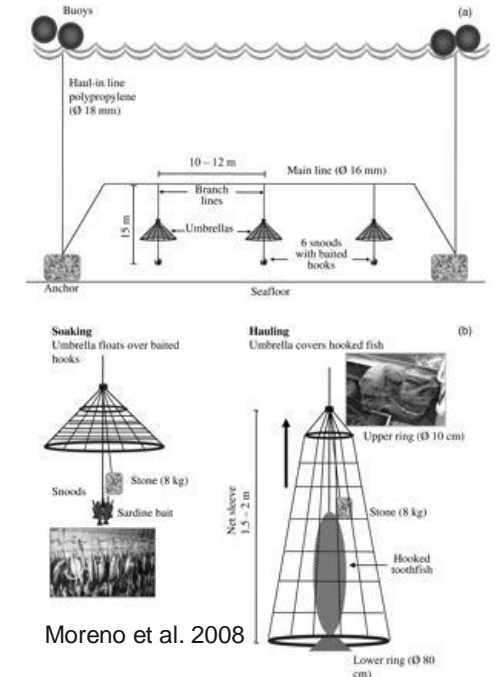 Buoys
(a)
Haul-in line
polypropylene
(Ø 18 mm)
10 – 12 m
Main line (Ø 16 mm)
Branch
lines
15 m
Umbrellas
6 snoods
with baited
hooks
Anchor
Seafloor
Soaking
Umbrella floats over baited
hooks
Stone (8 kg)
Snoods
Sardine bait
Hauling
(b)
Umbrella covers hooked fish
Upper ring (Ø 10 cm)
Net sleeve
1.5 – 2 m
Stone (8 kg)
Hooked
toothfish
Lower ring (Ø 80
cm)
Moreno et al. 2008